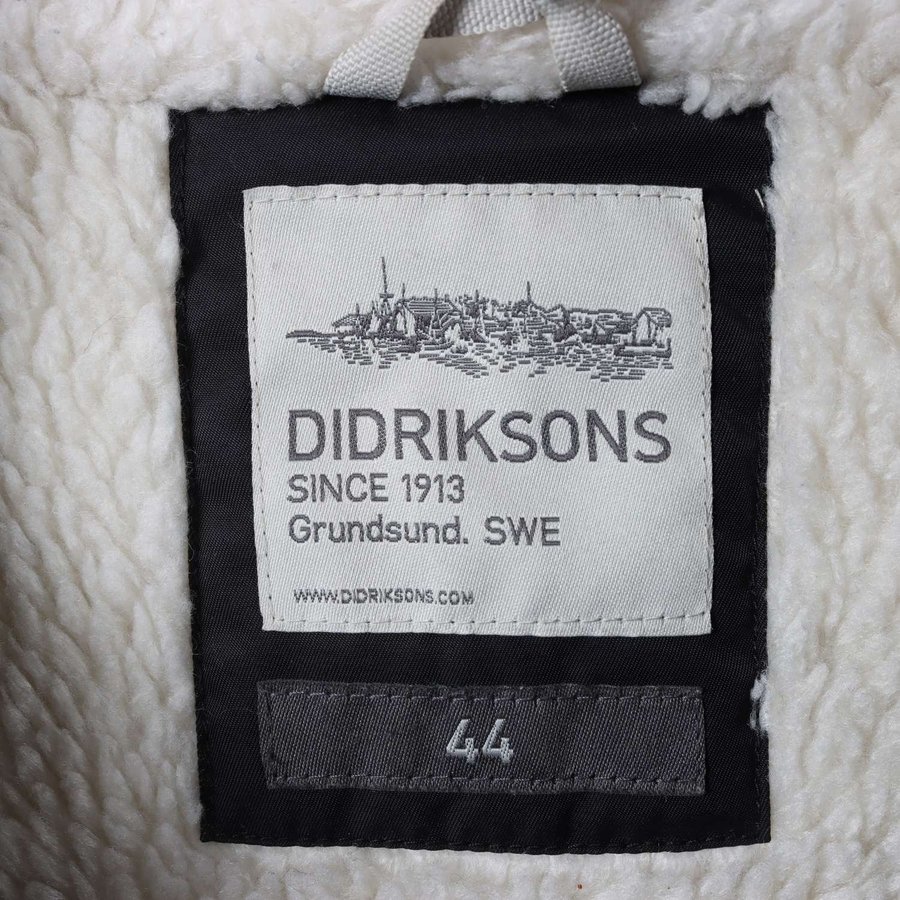 DIDRIKSONS
SINCE 1913
Grundsund. SWE
WWW.DIDRIKSONS.COM
44